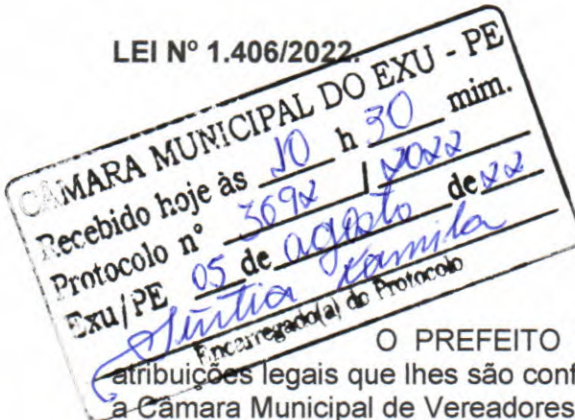 LEI Nº 1.406/2022.
CÂMARA MUNICIPAL DO EXU - PE
Recebido hoje às 10 h 30 mim.
Protocolo nº / 2022
Exu/PE 05 de agosto de 22
Kamila
Encarregado(a) do Protocolo
O PREFEITO
atribuições legais que lhes são conf
a Câmara Municipal de Vereadores